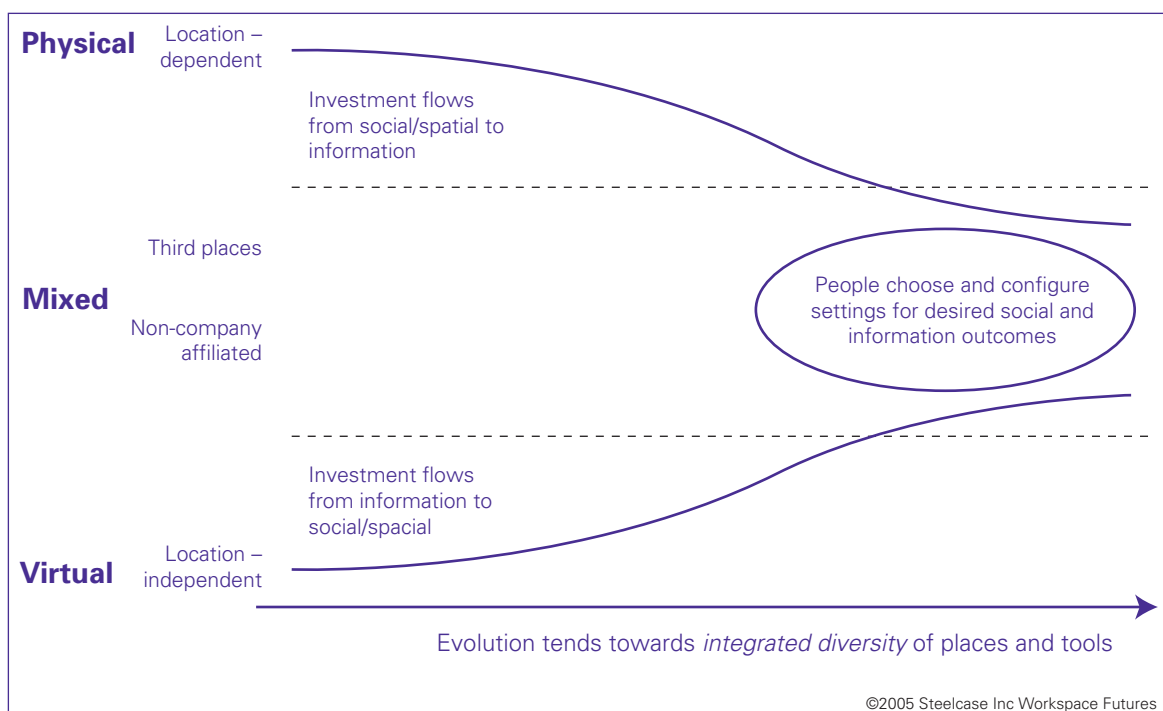 Physical
Location –
dependent
Investment flows
from social/spatial to
information
Third places
Mixed
Non-company
affiliated
People choose and configure
settings for desired social and
information outcomes
Investment flows
from information to
social/spacial
Virtual
Location –
independent
Evolution tends towards integrated diversity of places and tools
©2005 Steelcase Inc Workspace Futures